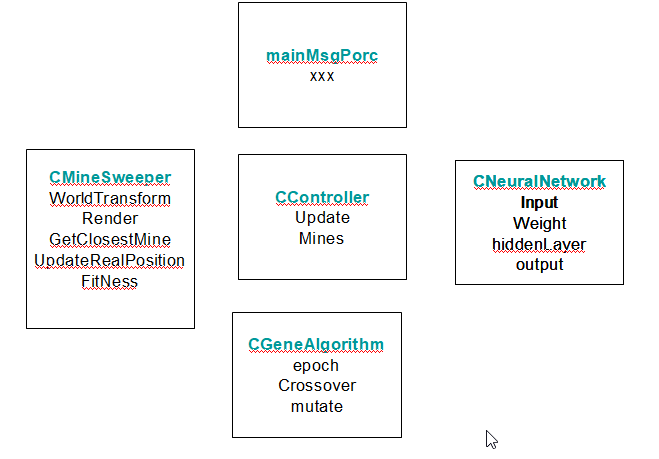 mainMsgPorc
xxx
CMineSweeper
WorldTransform
Render
GetClosestMine
UpdateRealPosition
FitNess
CController
Update
Mines
CNeuralNetwork
Input
Weight
hiddenLayer
output
CGeneAlgorithm
epoch
Crossover
mutate